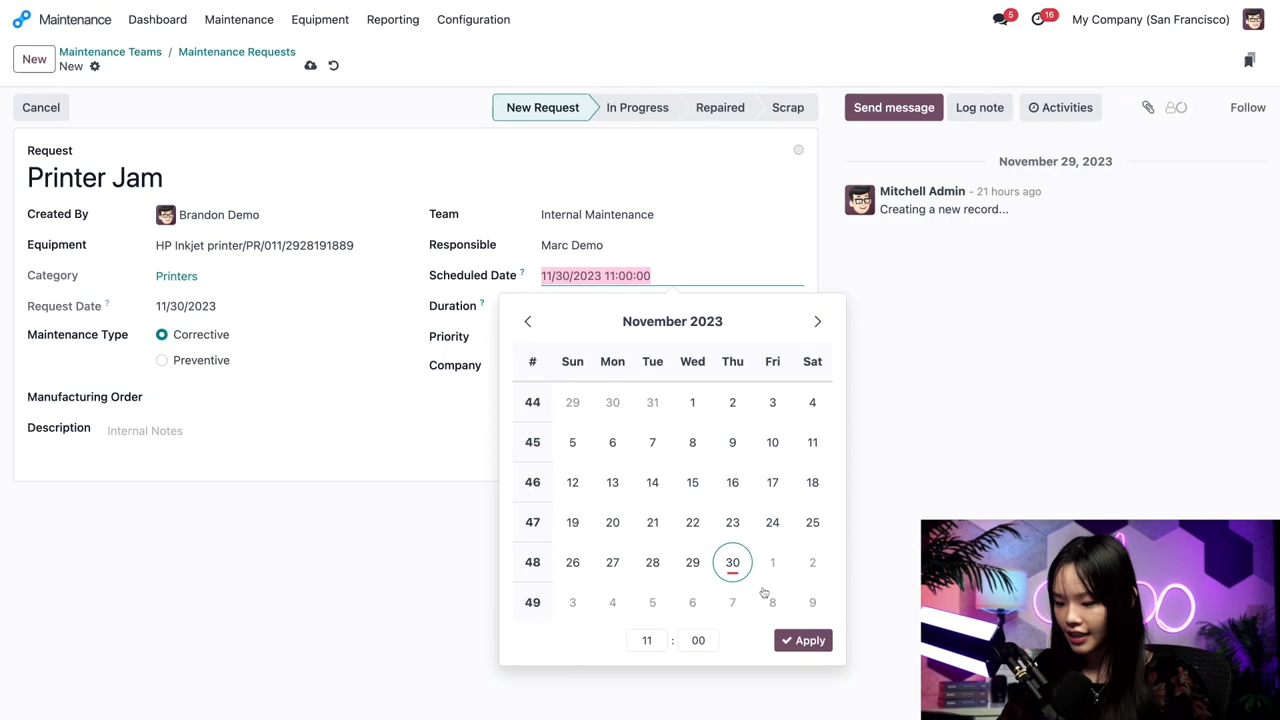 Maintenance Dashboard Maintenance Equipment Reporting Configuration 5 16 My Company (San Francisco)
New Maintenance Teams / Maintenance Requests
New
Cancel New Request In Progress Repaired Scrap Send message Log note Activities Follow
Request
Printer Jam
November 29, 2023
Mitchell Admin - 21 hours ago
Creating a new record...
Created By Brandon Demo Team Internal Maintenance
Equipment HP Inkjet printer/PR/011/2928191889 Responsible Marc Demo
Category Printers Scheduled Date ? 11/30/2023 11:00:00
Request Date ? 11/30/2023 Duration ?
Maintenance Type Corrective Priority
Preventive Company
Manufacturing Order
Description Internal Notes
November 2023
# Sun Mon Tue Wed Thu Fri Sat
44 29 30 31 1 2 3 4
45 5 6 7 8 9 10 11
46 12 13 14 15 16 17 18
47 19 20 21 22 23 24 25
48 26 27 28 29 30 1 2
49 3 4 5 6 7 8 9
11 : 00 Apply